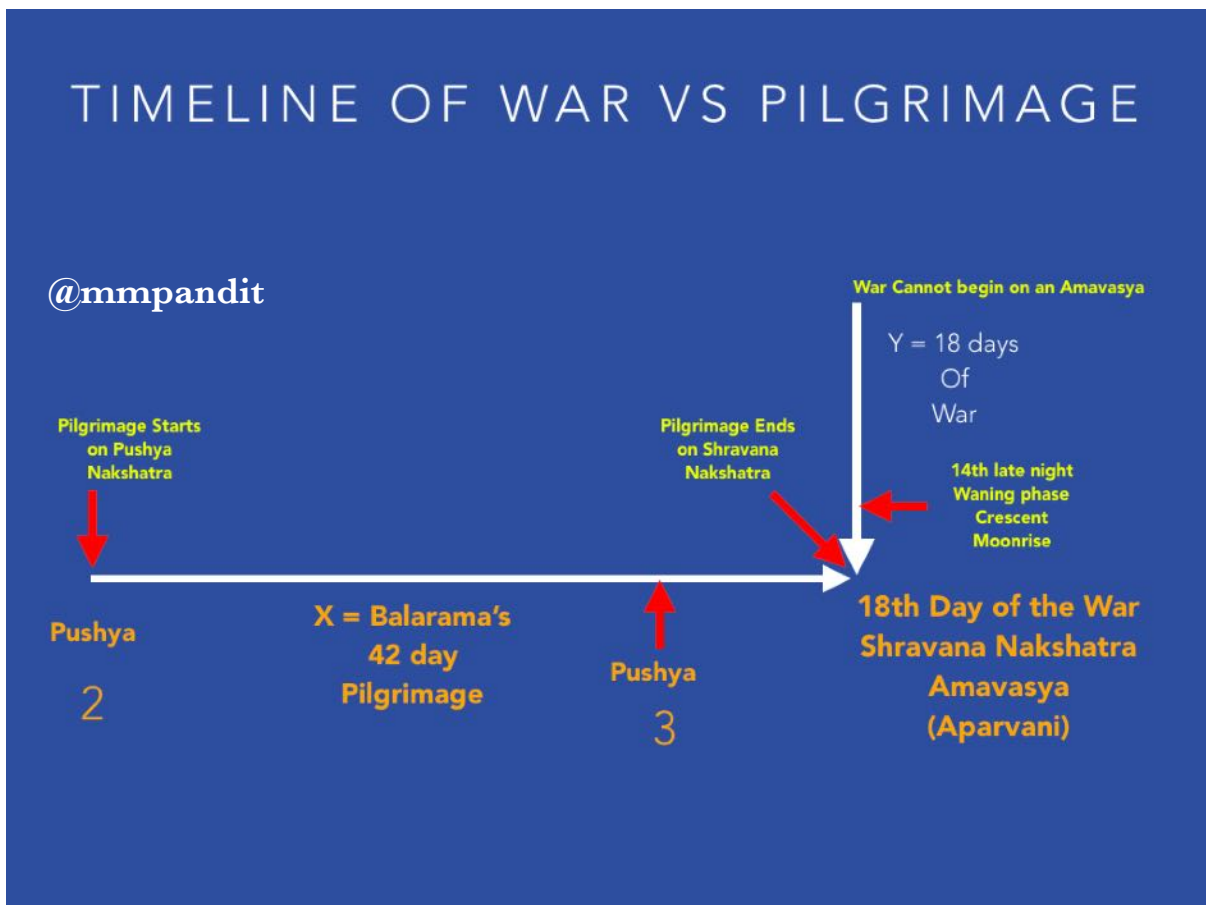 TIMELINE OF WAR VS PILGRIMAGE
@mmpandit
War Cannot begin on an Amavasya
Y = 18 days
Of
War
Pilgrimage Starts
on Pushya
Nakshatra
Pilgrimage Ends
on Shravana
Nakshatra
14th late night
Waning phase
Crescent
Moonrise
Pushya
2
X = Balarama's
42 day
Pilgrimage
Pushya
3
18th Day of the War
Shravana Nakshatra
Amavasya
(Aparvani)